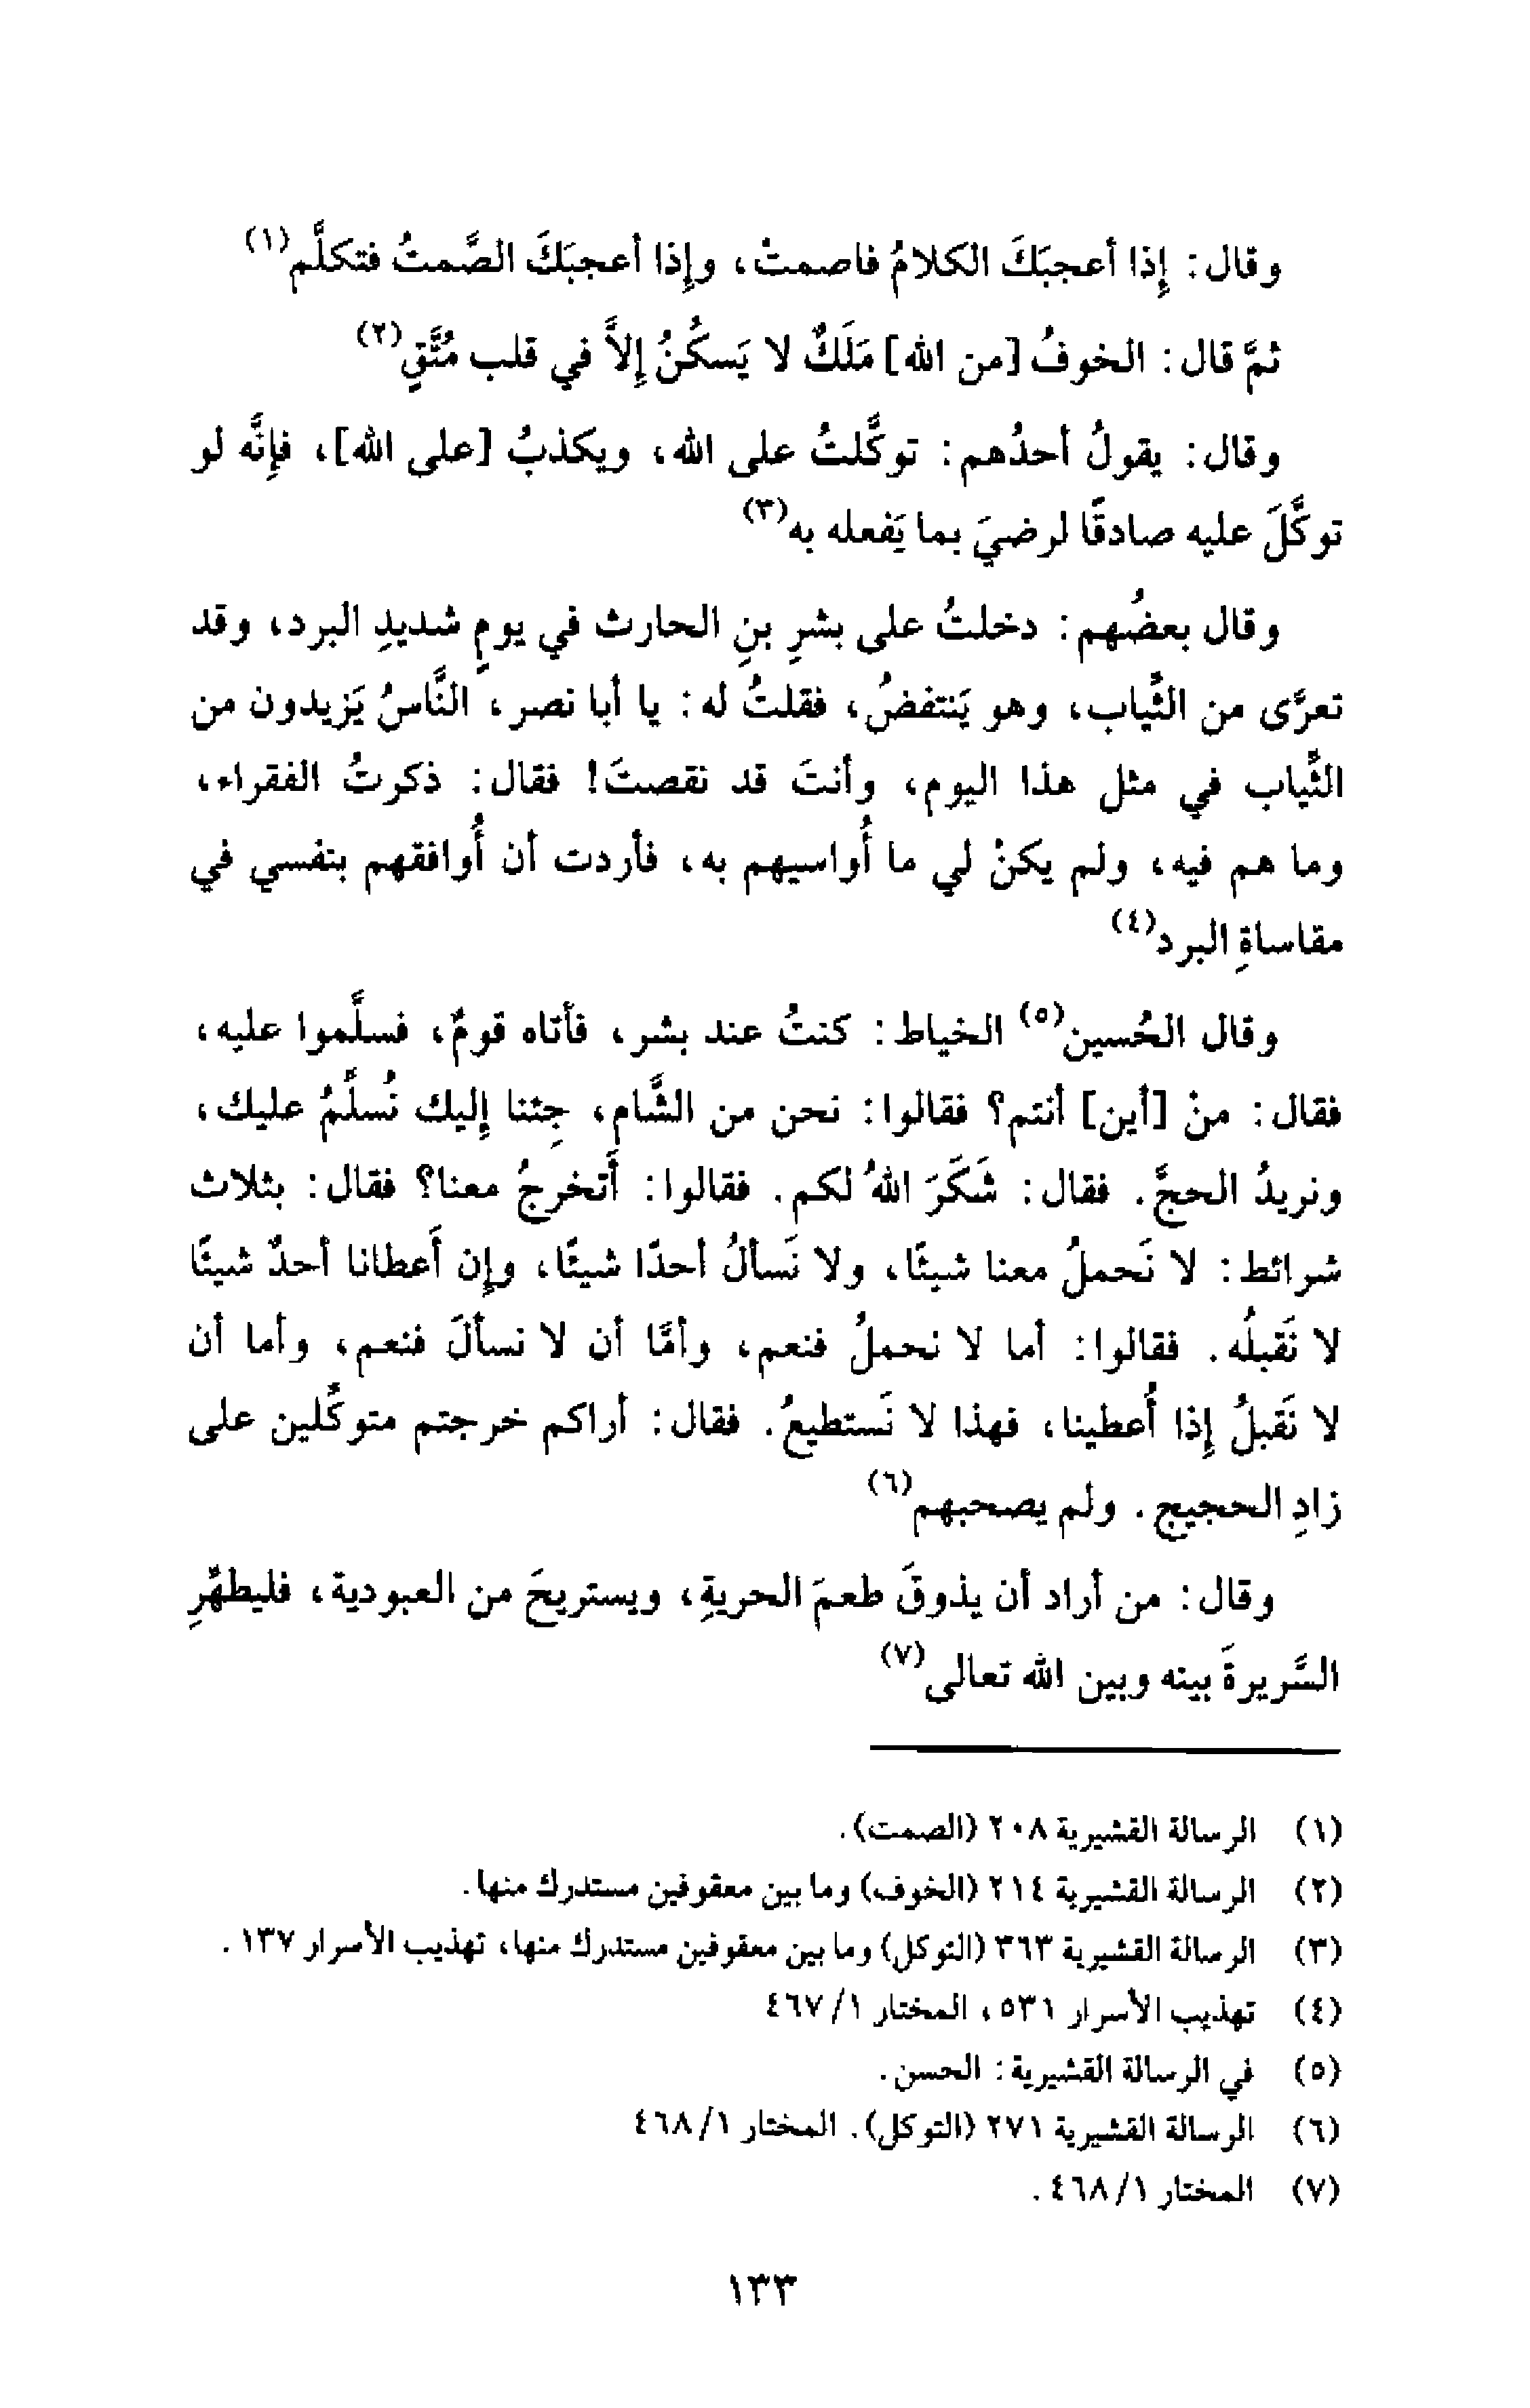 وقال: إِذا أعجبَكَ الكلامُ فاصمتْ، وإِذا أعجبَكَ الصَّمتُ فتكلَّم(١)
ثمَّ قال: الخوفُ [من الله] مَلَكٌ لا يَسكُنُ إِلاَّ في قلب مُتَّقٍ(٢)
وقال: يقولُ أحدُهم: توكَّلتُ على الله، ويكذبُ [على الله]، فإِنَّه لو
توكَّلَ عليه صادقًا لرضيَ بما يَفعله به(٣)
وقال بعضُهم: دخلتُ على بشرِ بنِ الحارث في يومٍ شديدِ البرد، وقد
تعرَّى من الثِّياب، وهو يَنتفضُ، فقلتُ له: يا أبا نصر، النَّاسُ يَزيدون من
الثِّياب في مثل هذا اليوم، وأنتَ قد نقصتَ! فقال: ذكرتُ الفقراء،
وما هم فيه، ولم يكنْ لي ما أُواسيهم به، فأردت أن أُوافقهم بنفسي في
مقاساةِ البرد(٤)
وقال الحُسين(٥) الخياط: كنتُ عند بشر، فأتاه قومٌ، فسلَّموا عليه،
فقال: منْ [أين] أنتم؟ فقالوا: نحن من الشَّام، جِئنا إِليك نُسلِّمُ عليك،
ونريدُ الحجَّ. فقال: شَكَرَ اللهُ لكم. فقالوا: أَتخرجُ معنا؟ فقال: بثلاث
شرائط: لا نَحملُ معنا شيئًا، ولا نَسألُ أحدًا شيئًا، وإِن أَعطانا أحدٌ شيئًا
لا نَقبلُه. فقالوا: أما لا نحملُ فنعم، وأمَّا أن لا نسألَ فنعم، وأما أن
لا نَقبلُ إِذا أُعطينا، فهذا لا نَستطيعُ. فقال: أراكم خرجتم متوكِّلين على
زادِ الحجيج. ولم يصحبهم(٦)
وقال: من أراد أن يذوقَ طعمَ الحريةِ، ويستريحَ من العبودية، فليطهِّرِ
السَّريرةَ بينه وبين الله تعالى(٧)
(١) الرسالة القشيرية ٢٠٨ (الصمت).
(٢) الرسالة القشيرية ٢١٤ (الخوف) وما بين معقوفين مستدرك منها.
(٣) الرسالة القشيرية ٣٦٣ (التوكل) وما بين معقوفين مستدرك منها، تهذيب الأسرار ١٣٧.
(٤) تهذيب الأسرار ٥٣١، المختار ١/ ٤٦٧
(٥) في الرسالة القشيرية: الحسن.
(٦) الرسالة القشيرية ٢٧١ (التوكل). المختار ١/ ٤٦٨
(٧) المختار ١/ ٤٦٨.
١٣٣